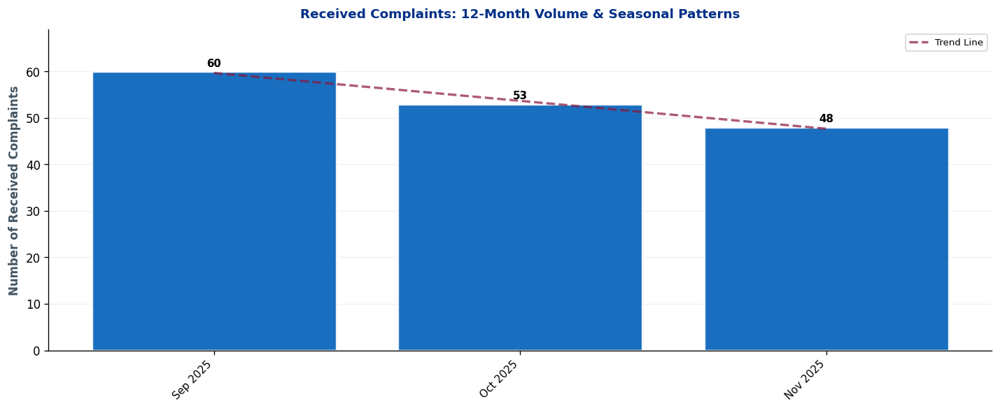 Received Complaints: 12-Month Volume & Seasonal Patterns
Trend Line
Number of Received Complaints
60
50
40
30
20
10
0
60
53
48
Sep 2025
Oct 2025
Nov 2025